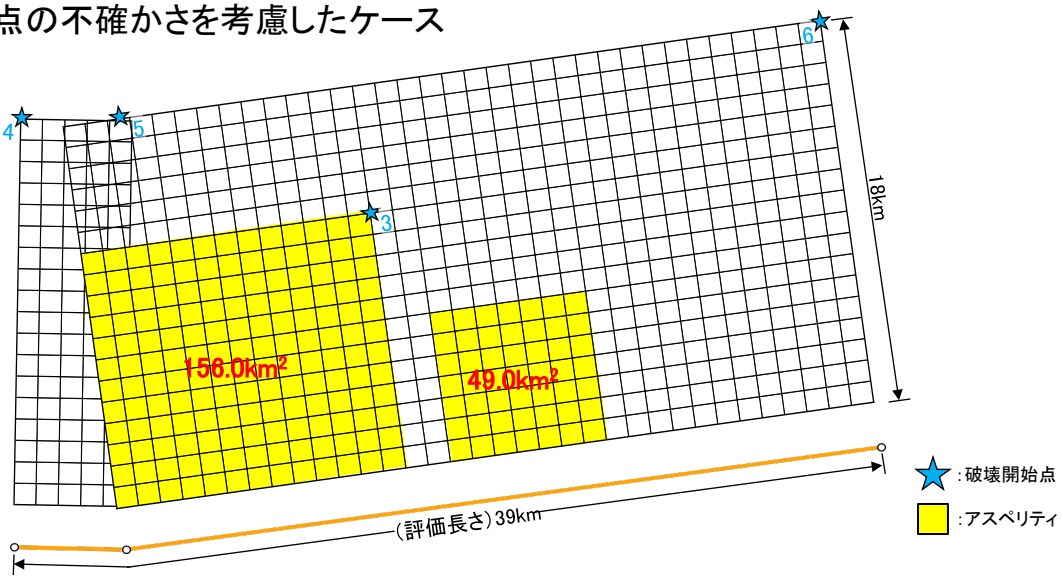 点の不確かさを考慮したケース
6
4
5
18km
3
156.0km²
49.0km²
(評価長さ)39km
:破壊開始点
:アスペリティ